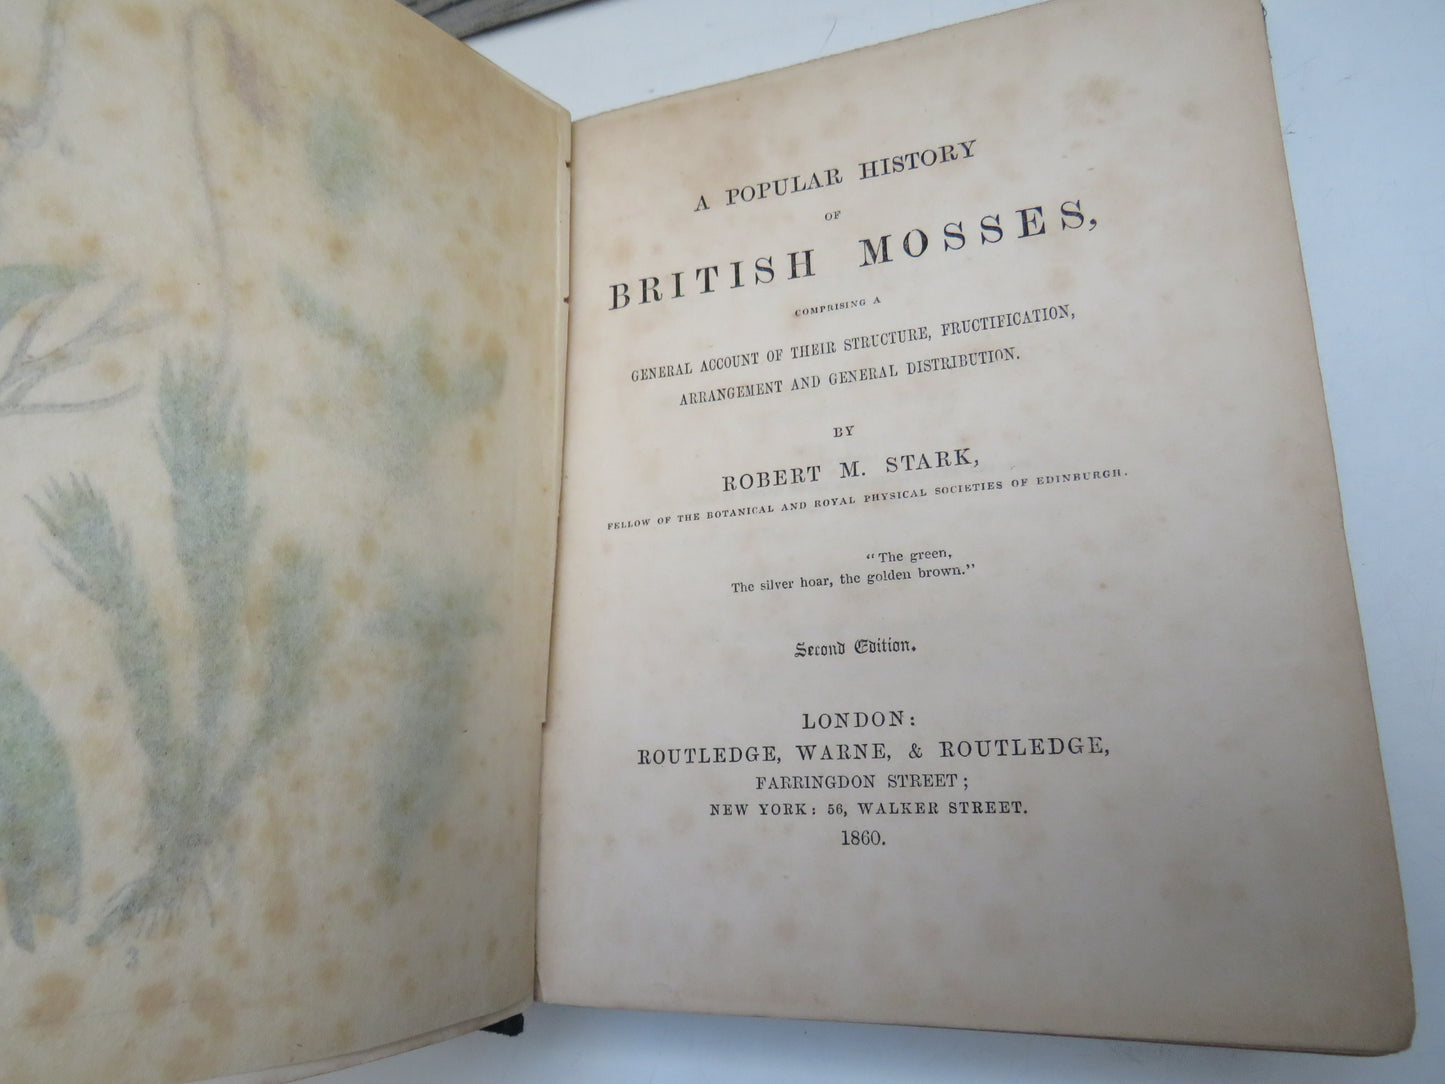 A POPULAR HISTORY
OF
BRITISH MOSSES,
COMPRISING A
GENERAL ACCOUNT OF THEIR STRUCTURE, FRUCTIFICATION,
ARRANGEMENT AND GENERAL DISTRIBUTION.
BY
ROBERT M. STARK,
FELLOW OF THE BOTANICAL AND ROYAL PHYSICAL SOCIETIES OF EDINBURGH.
"The green,
The silver hoar, the golden brown."
Second Edition.
LONDON:
ROUTLEDGE, WARNE, & ROUTLEDGE,
FARRINGDON STREET;
NEW YORK: 56, WALKER STREET.
1860.
3